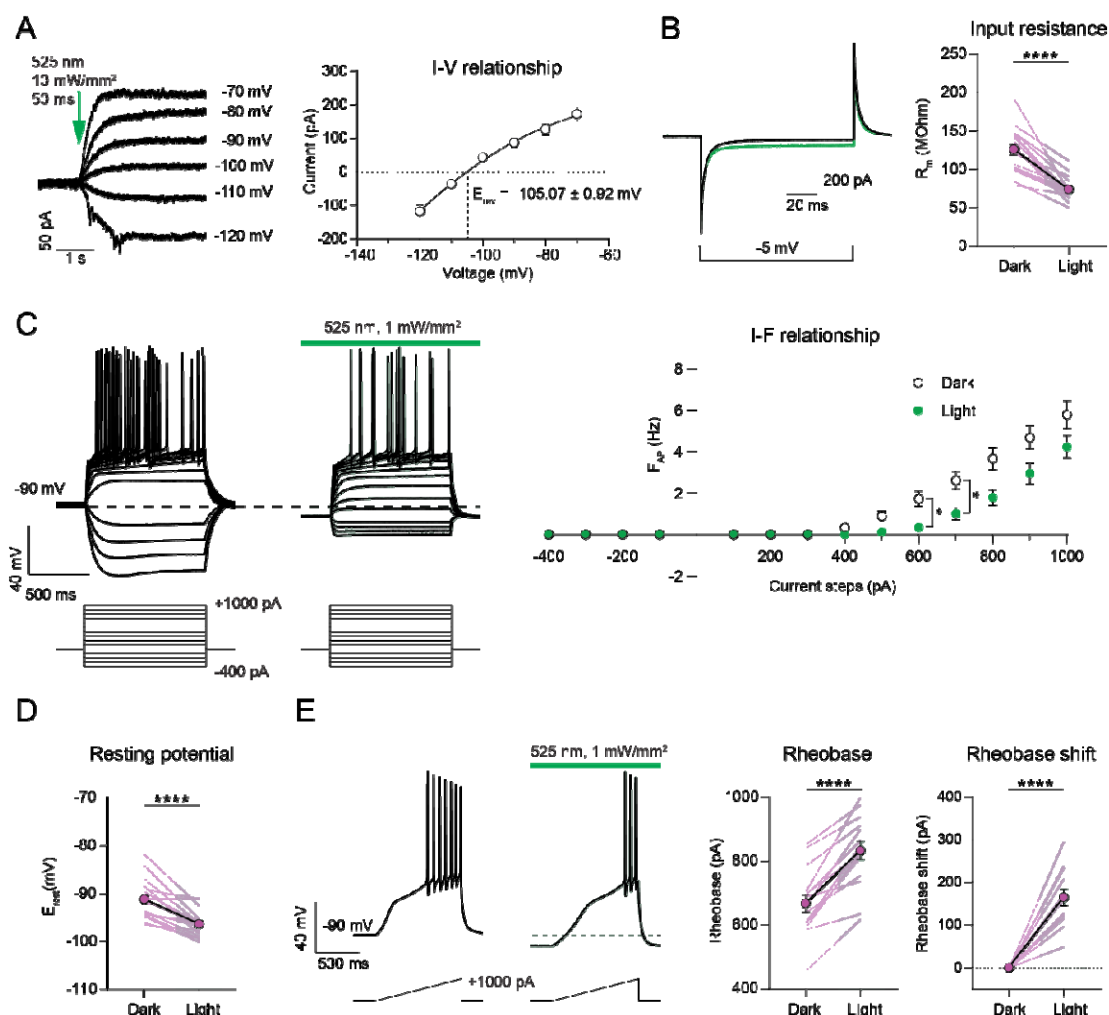 A
525 nm
13 mW/mm²
50 ms
-70 mV
-80 mV
-90 mV
-100 mV
-110 mV
-120 mV
50 pA
1 s
I-V relationship
Current (pA)
300
200
100
0
-100
-200
-140
-120
-100
-80
-60
Voltage (mV)
105.07 ± 0.92 mV
B
200 pA
20 ms
-5 mV
Input resistance
****
Rm (MOhm)
250
200
150
100
50
0
Dark
Light
C
-90 mV
40 mV
500 ms
+1000 pA
-400 pA
525 nm, 1 mW/mm²
I-F relationship
Dark
Light
FAP (Hz)
8
6
4
2
-2
*
*
-400
-200
200
400
600
800
1000
Current steps (pA)
D
Resting potential
****
Erest (mV)
-70
-80
-90
-100
-110
Dark
Light
E
-90 mV
40 mV
500 ms
+1000 pA
525 nm, 1 mW/mm²
Rheobase
****
Rheobase (pA)
1000
800
600
400
Dark
Light
Rheobase shift
****
Rheobase shift (pA)
400
300
200
100
0
Dark
Light